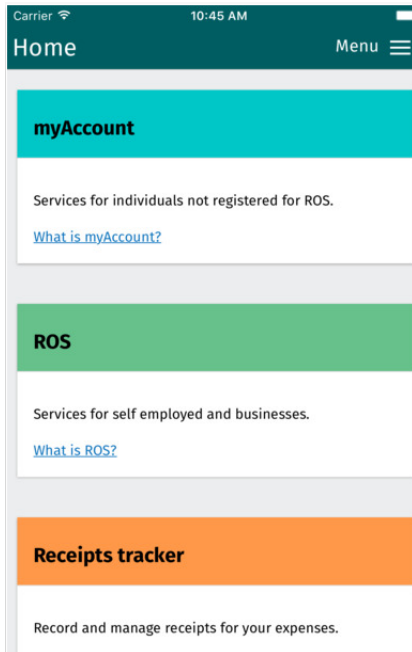 Carrier 10:45 AM
Home Menu
myAccount
Services for individuals not registered for ROS.
What is myAccount?
ROS
Services for self employed and businesses.
What is ROS?
Receipts tracker
Record and manage receipts for your expenses.